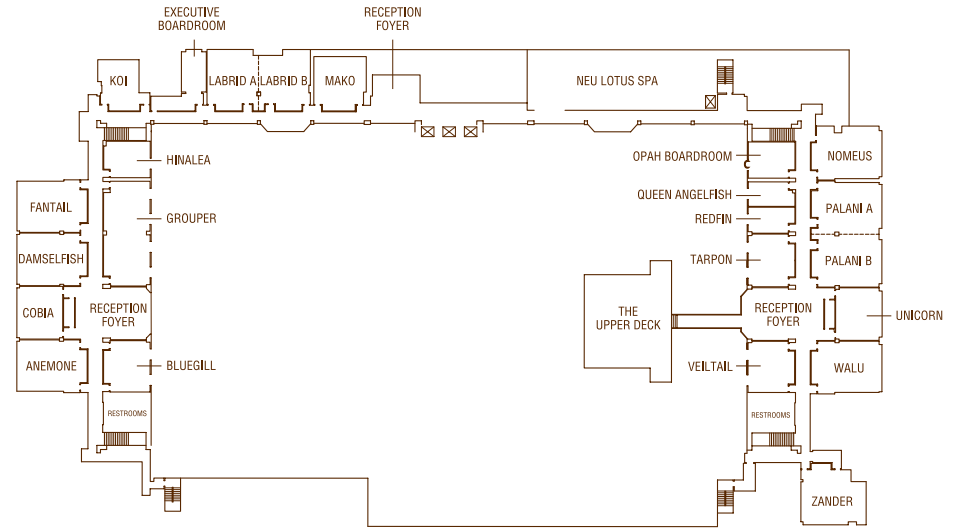 EXECUTIVE
BOARDROOM
RECEPTION
FOYER
KOI
LABRID A
LABRID B
MAKO
NEU LOTUS SPA
HINALEA
OPAH BOARDROOM
NOMEUS
QUEEN ANGELFISH
FANTAIL
GROUPER
REDFIN
PALANI A
DAMSELFISH
TARPON
PALANI B
COBIA
RECEPTION
FOYER
THE
UPPER DECK
RECEPTION
FOYER
UNICORN
ANEMONE
BLUEGILL
VEILTAIL
WALU
RESTROOMS
RESTROOMS
ZANDER